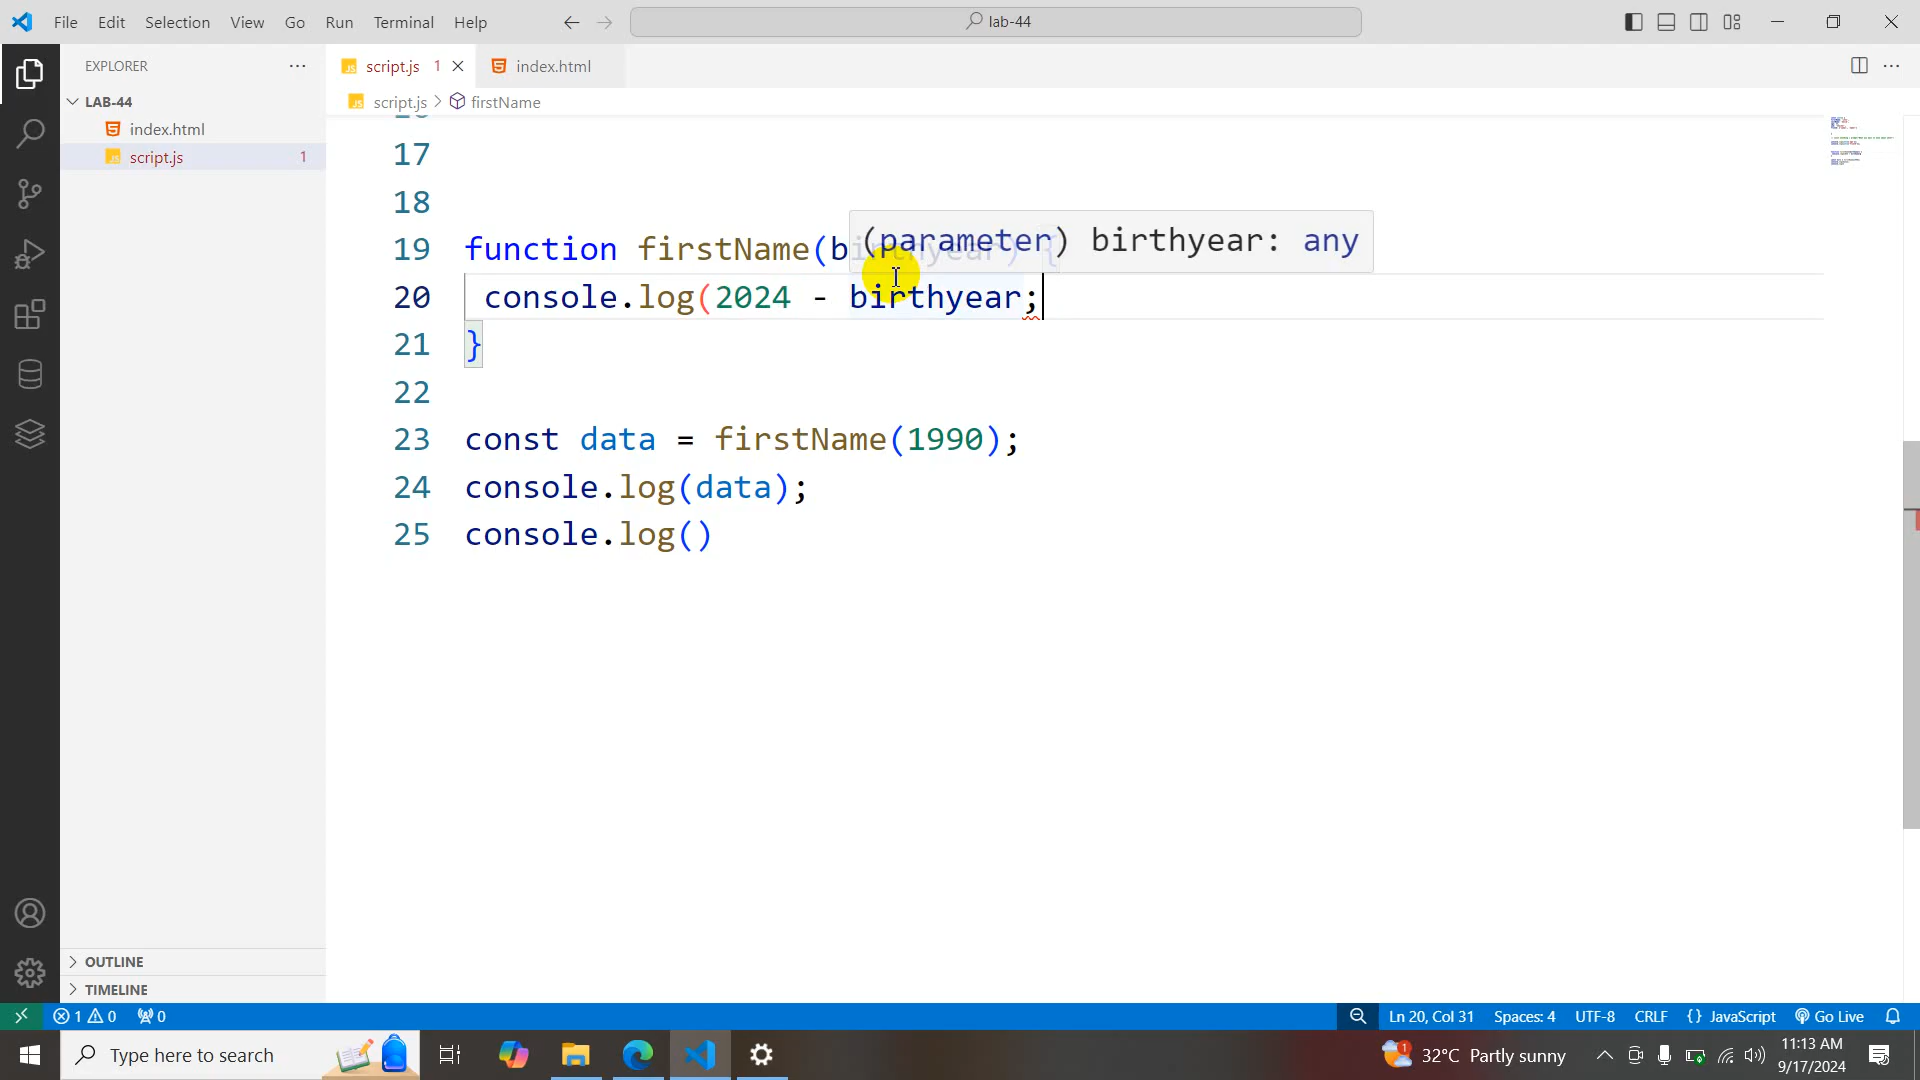 File Edit Selection View Go Run Terminal Help
lab-44
EXPLORER
LAB-44
index.html
script.js 1
script.js 1
index.html
script.js > firstName
17
18
19 function firstName(birthyear) {
(parameter) birthyear: any
20 console.log(2024 - birthyear;
21 }
22
23 const data = firstName(1990);
24 console.log(data);
25 console.log()
OUTLINE
TIMELINE
1 0 0
Ln 20, Col 31 Spaces: 4 UTF-8 CRLF {} JavaScript Go Live
Type here to search
1
32°C Partly sunny
11:13 AM
9/17/2024